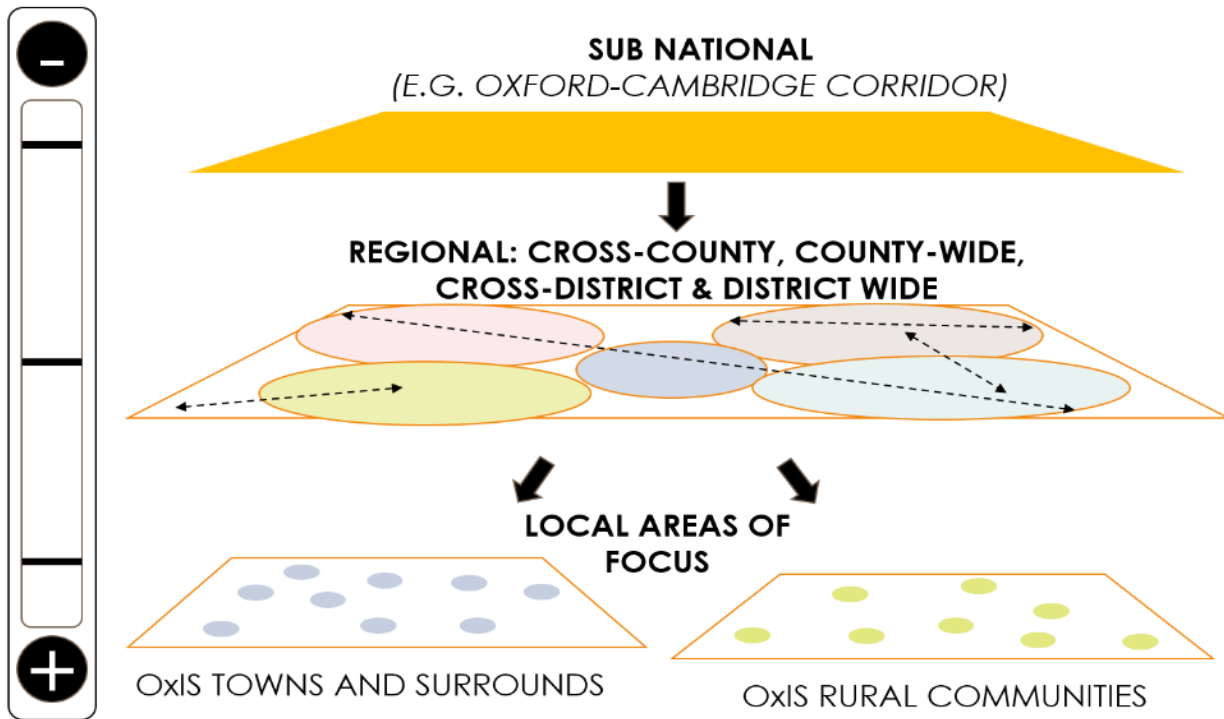 -
SUB NATIONAL
(E.G. OXFORD-CAMBRIDGE CORRIDOR)
REGIONAL: CROSS-COUNTY, COUNTY-WIDE,
CROSS-DISTRICT & DISTRICT WIDE
LOCAL AREAS OF
FOCUS
+
OxIS TOWNS AND SURROUNDS
OxIS RURAL COMMUNITIES